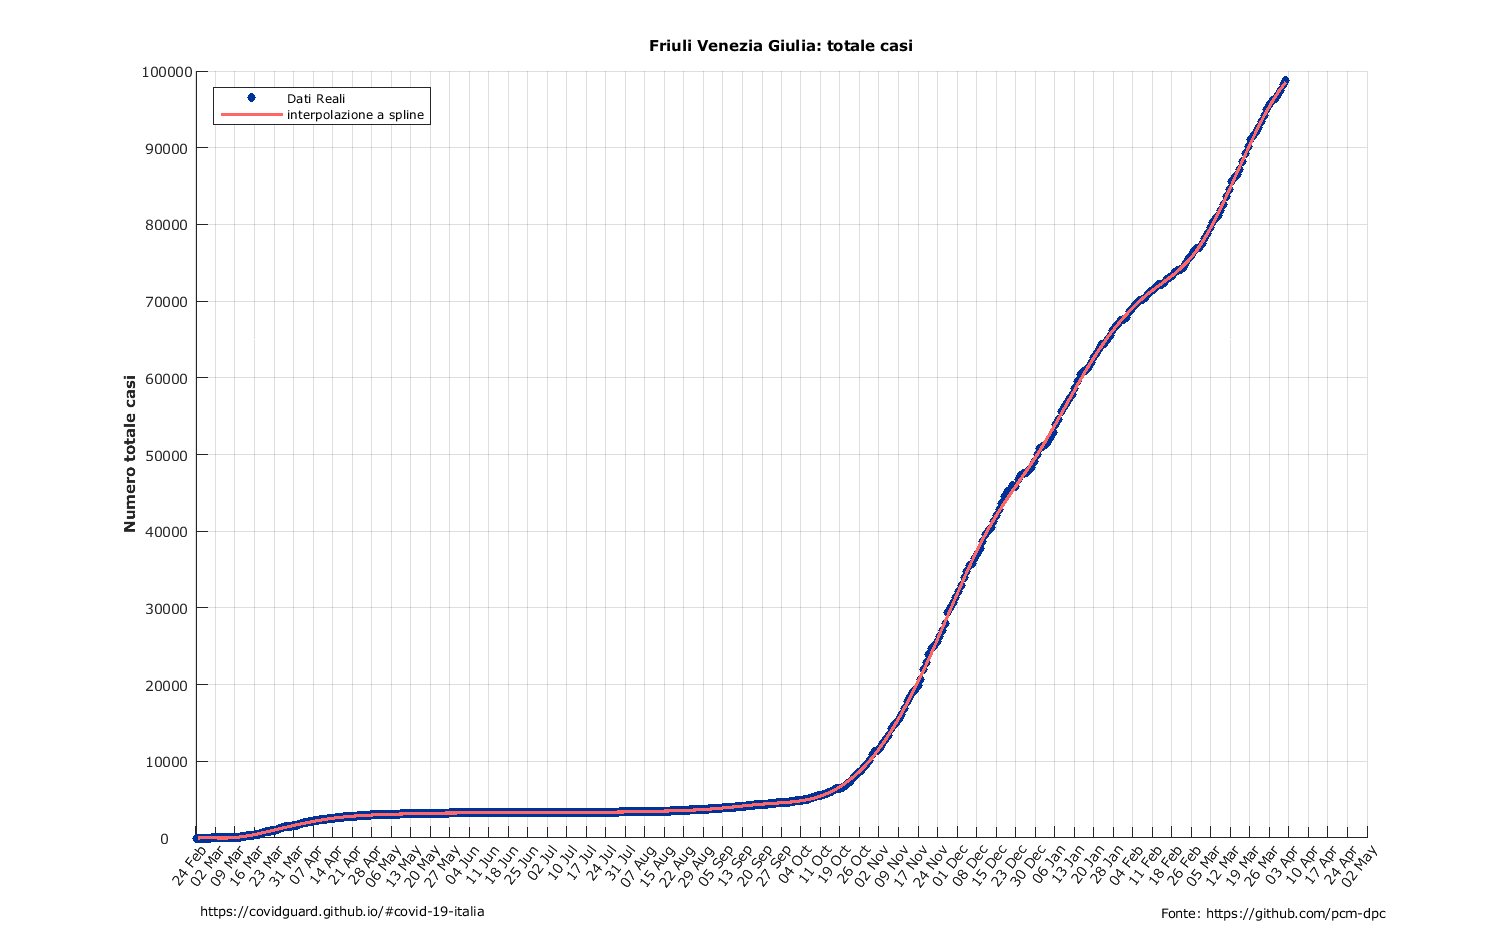 Friuli Venezia Giulia: totale casi
Dati Reali
interpolazione a spline
Numero totale casi
100000
90000
80000
70000
60000
50000
40000
30000
20000
10000
0
24 Feb
02 Mar
09 Mar
16 Mar
23 Mar
31 Mar
07 Apr
14 Apr
21 Apr
28 Apr
06 May
13 May
20 May
27 May
04 Jun
11 Jun
18 Jun
25 Jun
02 Jul
10 Jul
17 Jul
24 Jul
31 Jul
07 Aug
15 Aug
22 Aug
29 Aug
05 Sep
13 Sep
20 Sep
27 Sep
04 Oct
11 Oct
19 Oct
26 Oct
02 Nov
09 Nov
17 Nov
24 Nov
01 Dec
08 Dec
15 Dec
23 Dec
30 Dec
06 Jan
13 Jan
20 Jan
28 Jan
04 Feb
11 Feb
18 Feb
26 Feb
05 Mar
12 Mar
19 Mar
26 Mar
03 Apr
10 Apr
17 Apr
24 Apr
02 May
https://covidguard.github.io/#covid-19-italia
Fonte: https://github.com/pcm-dpc